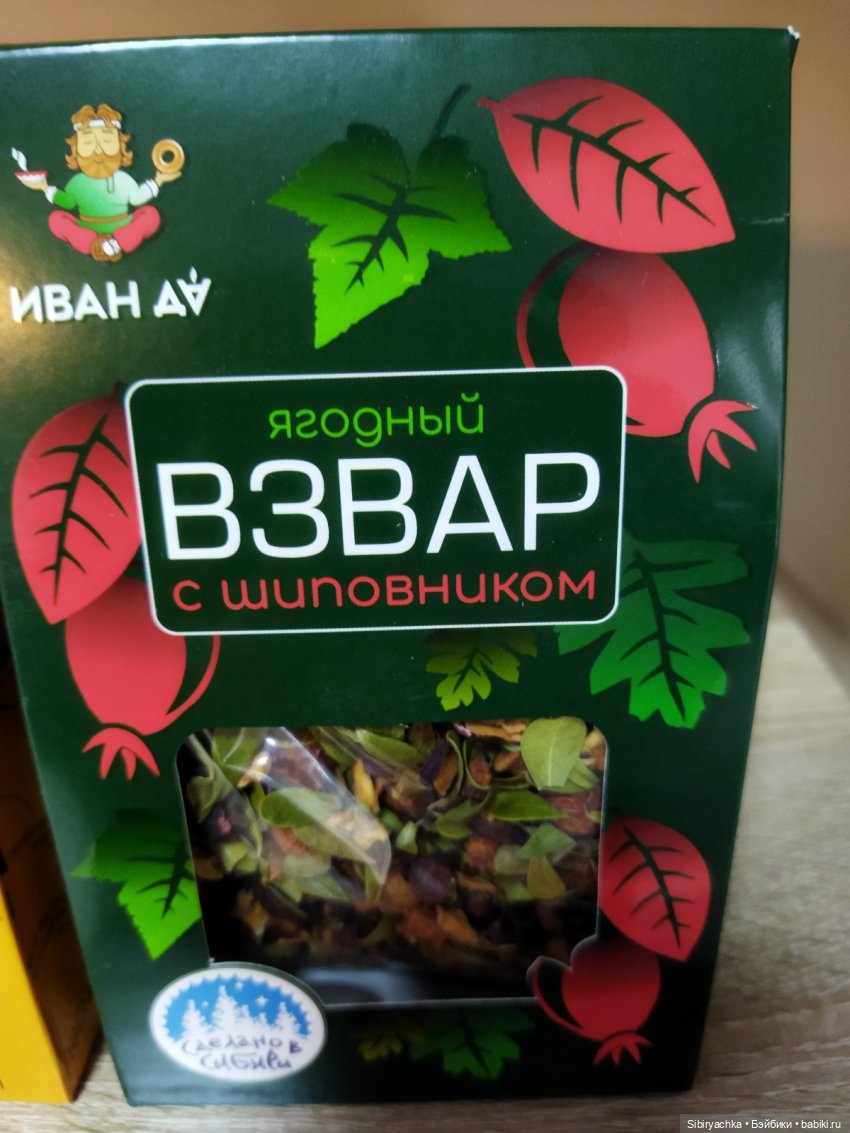 ИВАН ДА
ягодный
ВЗВАР
с шиповником
Сделано в
Сибири
Sibiryachka • Бэйбики • babiki.ru